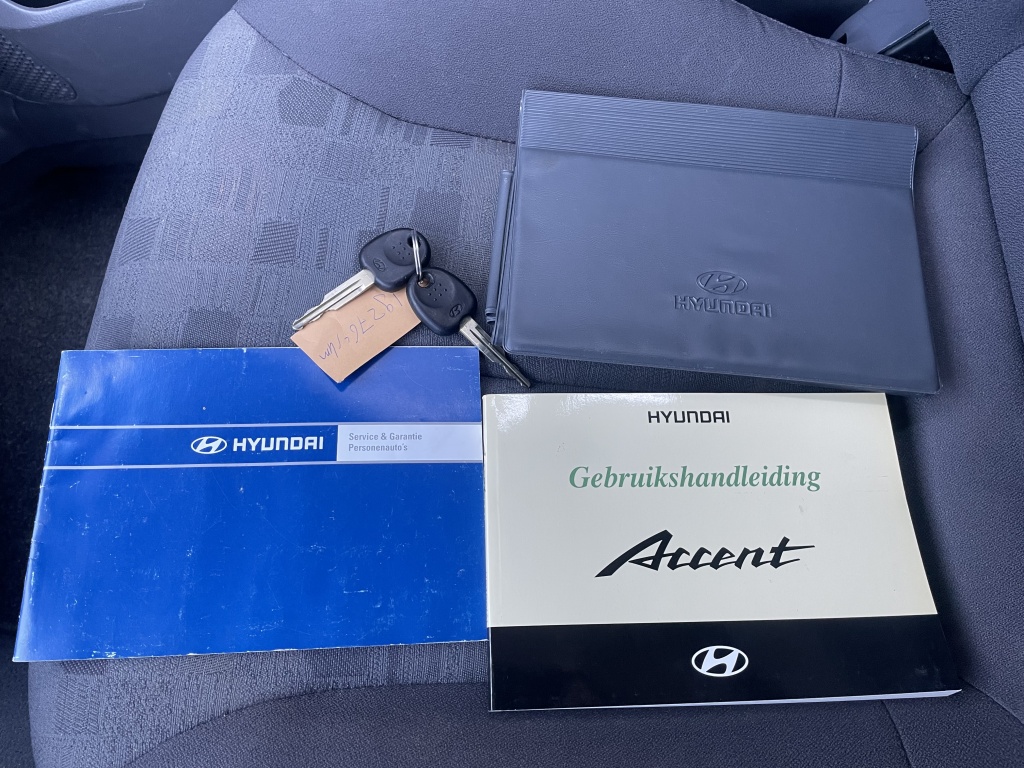 HYUNDAI
HYUNDAI
Service & Garantie
Personenauto's
HYUNDAI
Gebruikshandleiding
Accent